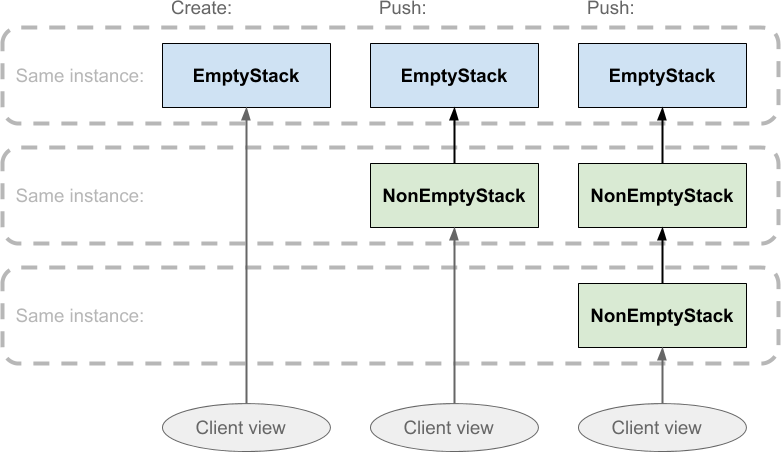 Create: Push: Push:
Same instance: EmptyStack EmptyStack EmptyStack
Same instance: NonEmptyStack NonEmptyStack
Same instance: NonEmptyStack
Client view Client view Client view